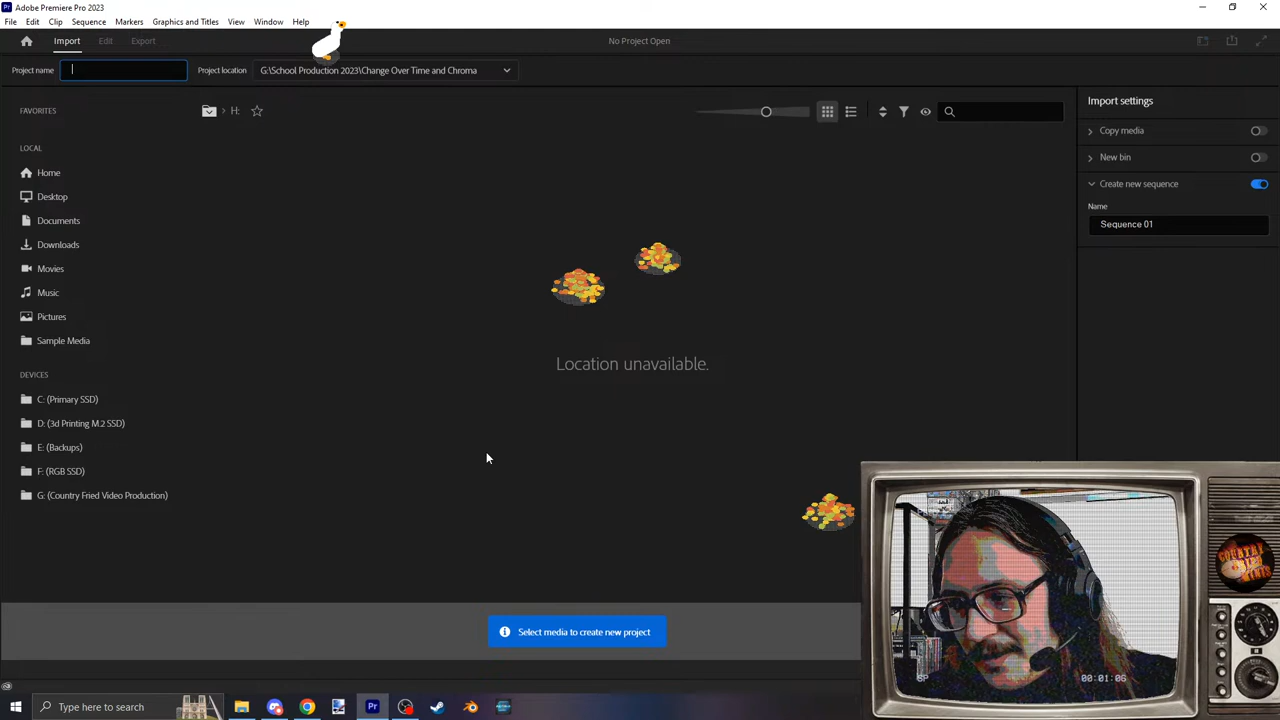 Adobe Premiere Pro 2023
File Edit Clip Sequence Markers Graphics and Titles View Window Help
Import Edit Export No Project Open
Project name Project location G:\School Production 2023\Change Over Time and Chroma
FAVORITES
H:
LOCAL
Home
Desktop
Documents
Downloads
Movies
Music
Pictures
Sample Media
DEVICES
C: (Primary SSD)
D: (3d Printing M.2 SSD)
E: (Backups)
F: (RGB SSD)
G: (Country Fried Video Production)
Location unavailable.
Select media to create new project
Import settings
Copy media
New bin
Create new sequence
Name
Sequence 01
COUNTRY
00:01:06
Type here to search